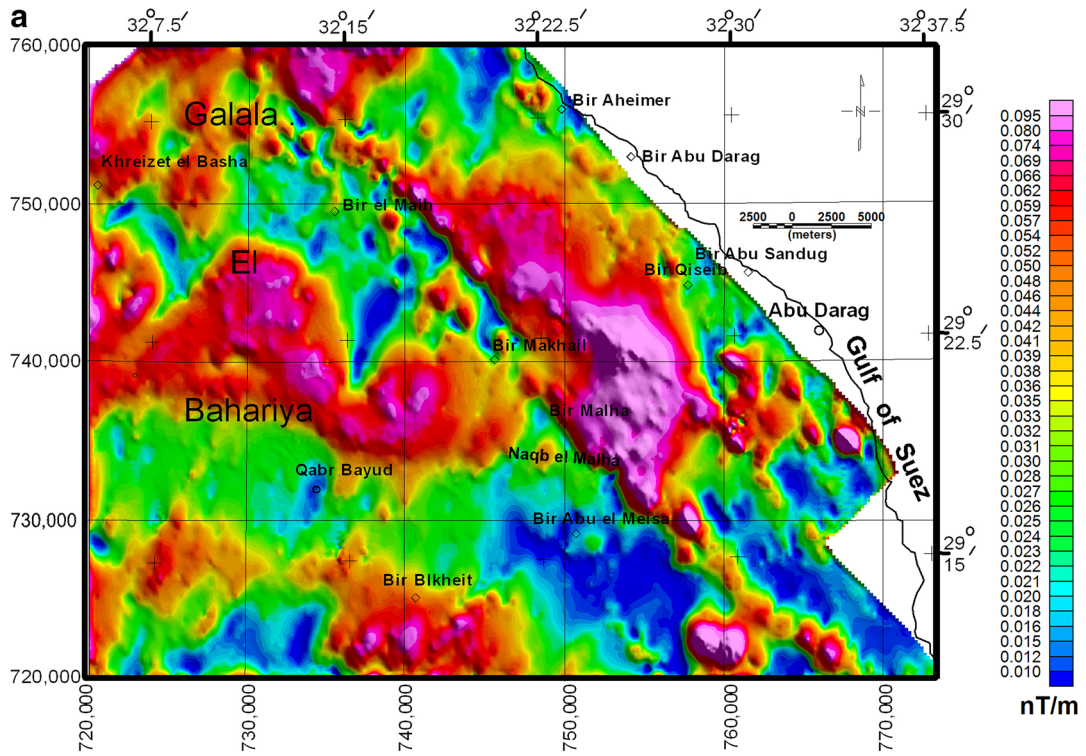 a
32° 7.5′
32° 15′
32° 22.5′
32° 30′
32° 37.5′
760,000
750,000
740,000
730,000
720,000
Bir Aheimer
29° 30′
Galala
Khreizet el Basha
Bir Abu Darag
Bir el Malh
2500 0 2500 5000
(meters)
El
Bir Abu Sandug
Bir Qiseib
Abu Darag
29° 22.5′
Bir Makhail
Gulf of Suez
Bahariya
Bir Malha
Naqb el Malha
Qabr Bayud
Bir Abu el Meisa
29° 15′
Bir Blkheit
720,000
730,000
740,000
750,000
760,000
770,000
0.095
0.080
0.074
0.069
0.066
0.062
0.059
0.057
0.054
0.052
0.050
0.048
0.046
0.044
0.042
0.041
0.039
0.038
0.036
0.035
0.033
0.032
0.030
0.031
0.028
0.027
0.025
0.024
0.022
0.022
0.021
0.020
0.018
0.016
0.015
0.012
0.010
nT/m